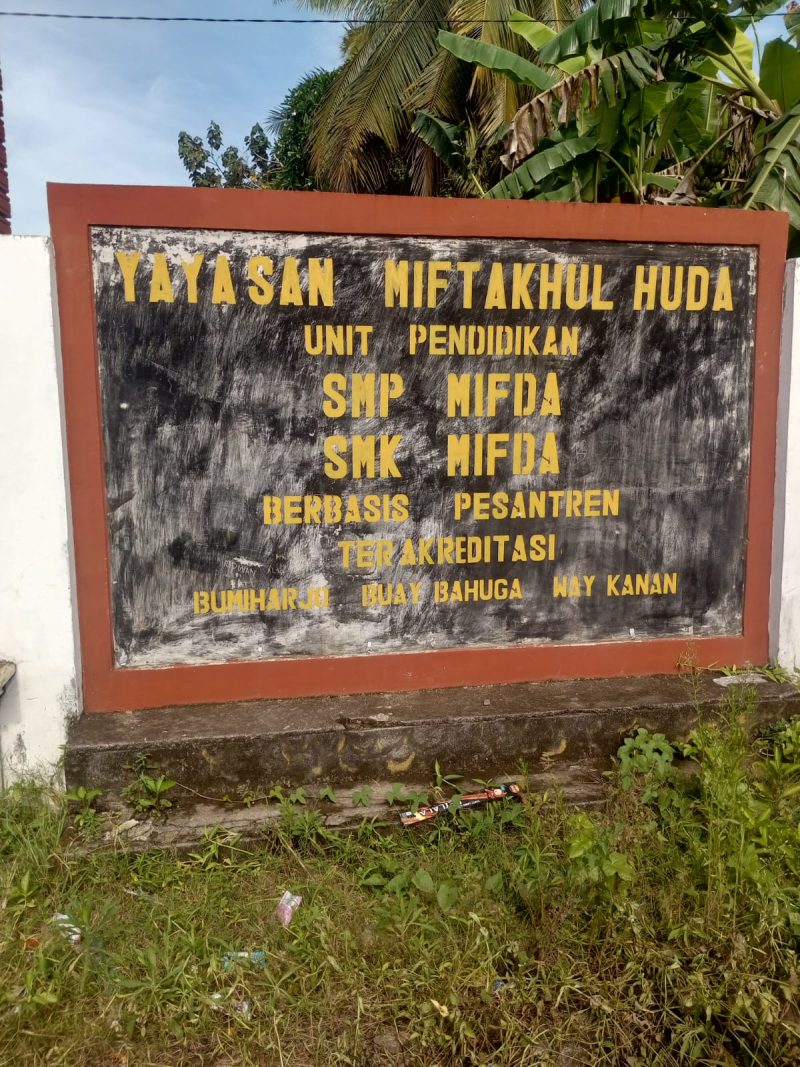 YAYASAN MIFTAKHUL HUDA
UNIT PENDIDIKAN
SMP MIFDA
SMK MIFDA
BERBASIS PESANTREN
TERAKREDITASI
BUMIHARJO BUAY BAHUGA WAY KANAN